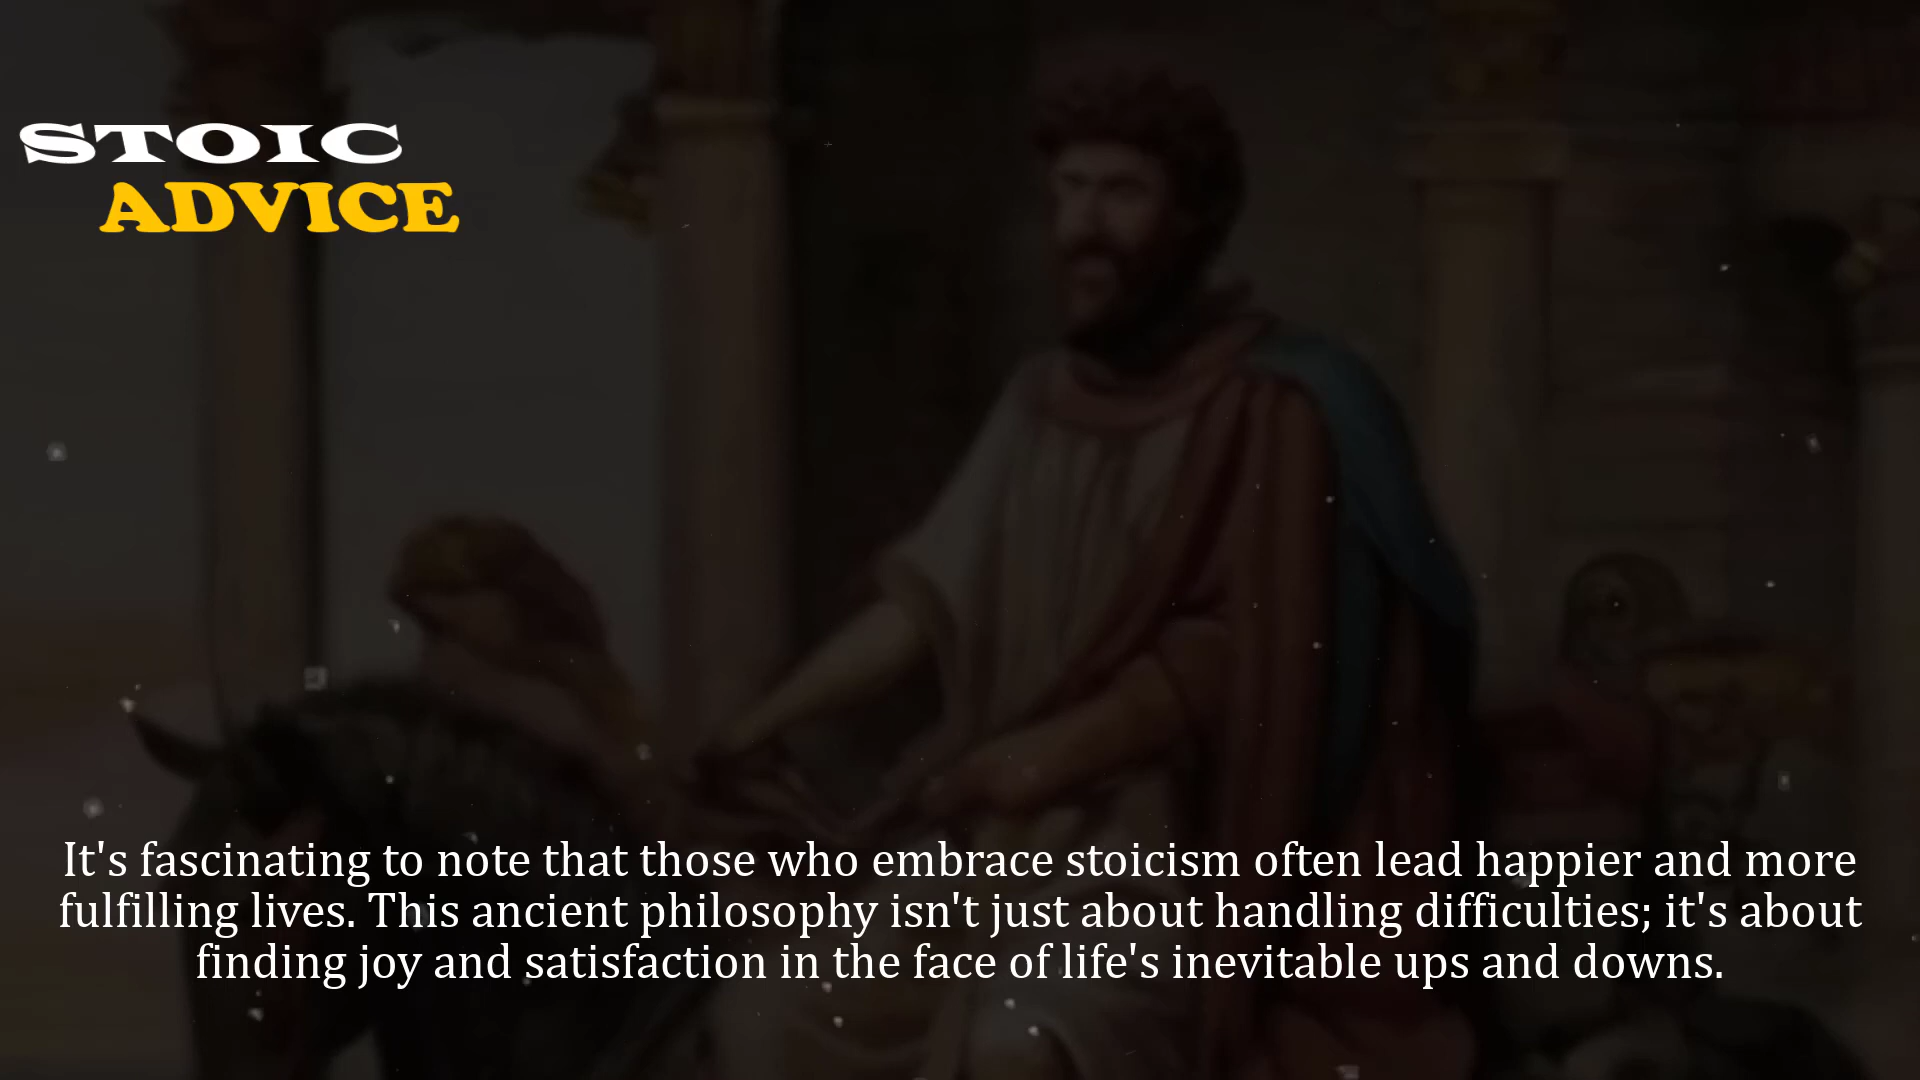 STOIC
ADVICE
It's fascinating to note that those who embrace stoicism often lead happier and more
fulfilling lives. This ancient philosophy isn't just about handling difficulties; it's about
finding joy and satisfaction in the face of life's inevitable ups and downs.